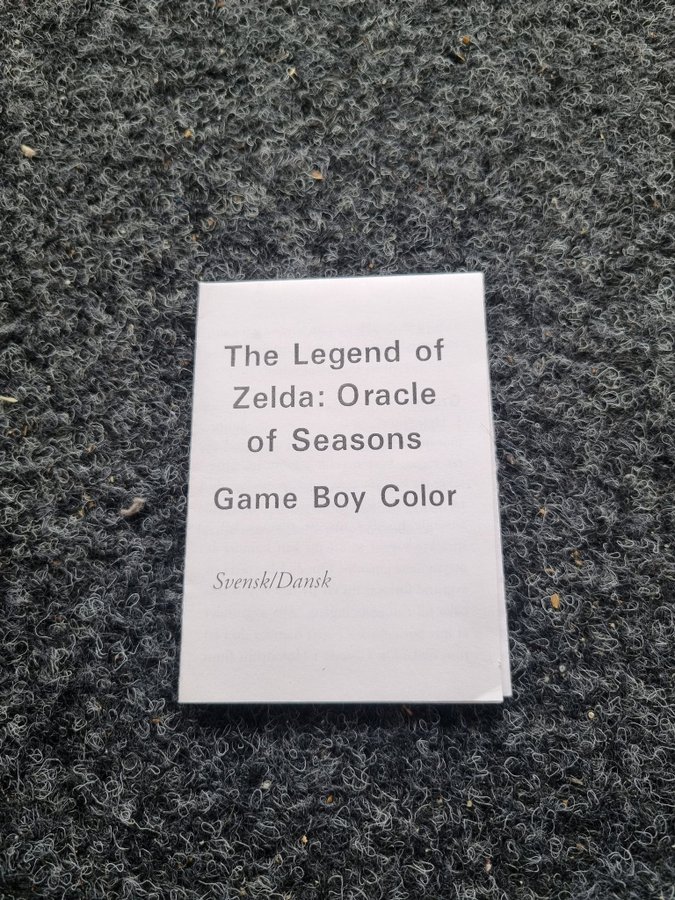 The Legend of
Zelda: Oracle
of Seasons
Game Boy Color
Svensk/Dansk